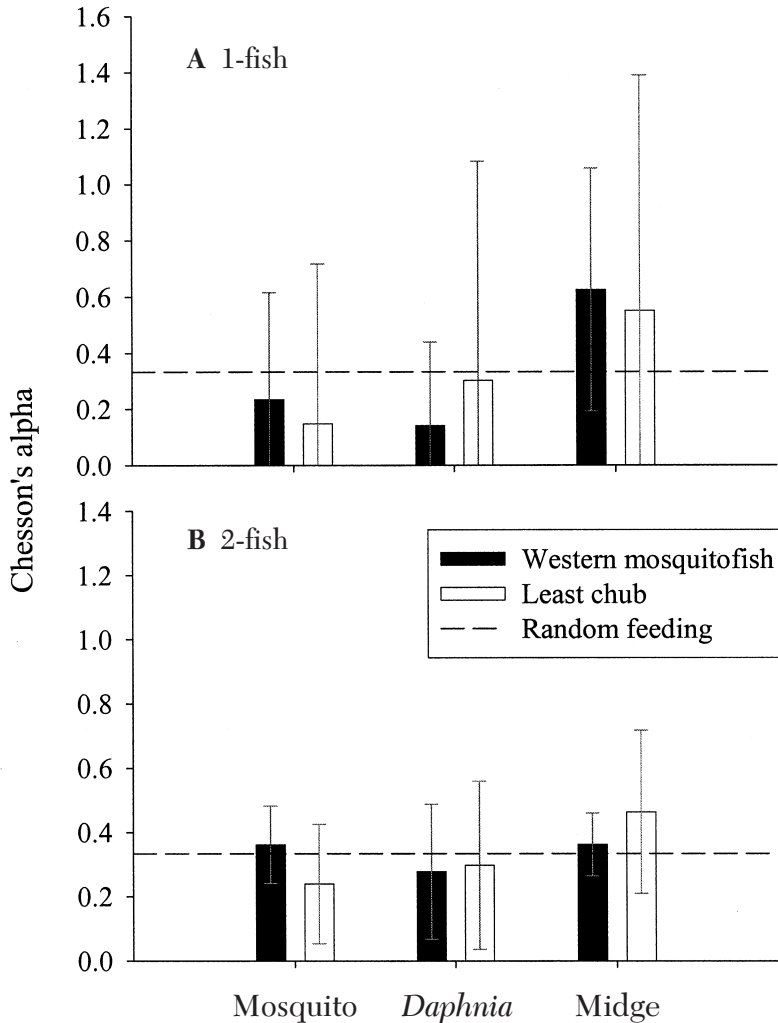 1.6
A 1-fish
1.4
1.2
1.0
0.8
0.6
0.4
0.2
0.0
Chesson's alpha
1.4
B 2-fish
1.2
1.0
0.8
0.6
0.4
0.2
0.0
Western mosquitofish
Least chub
Random feeding
Mosquito Daphnia Midge